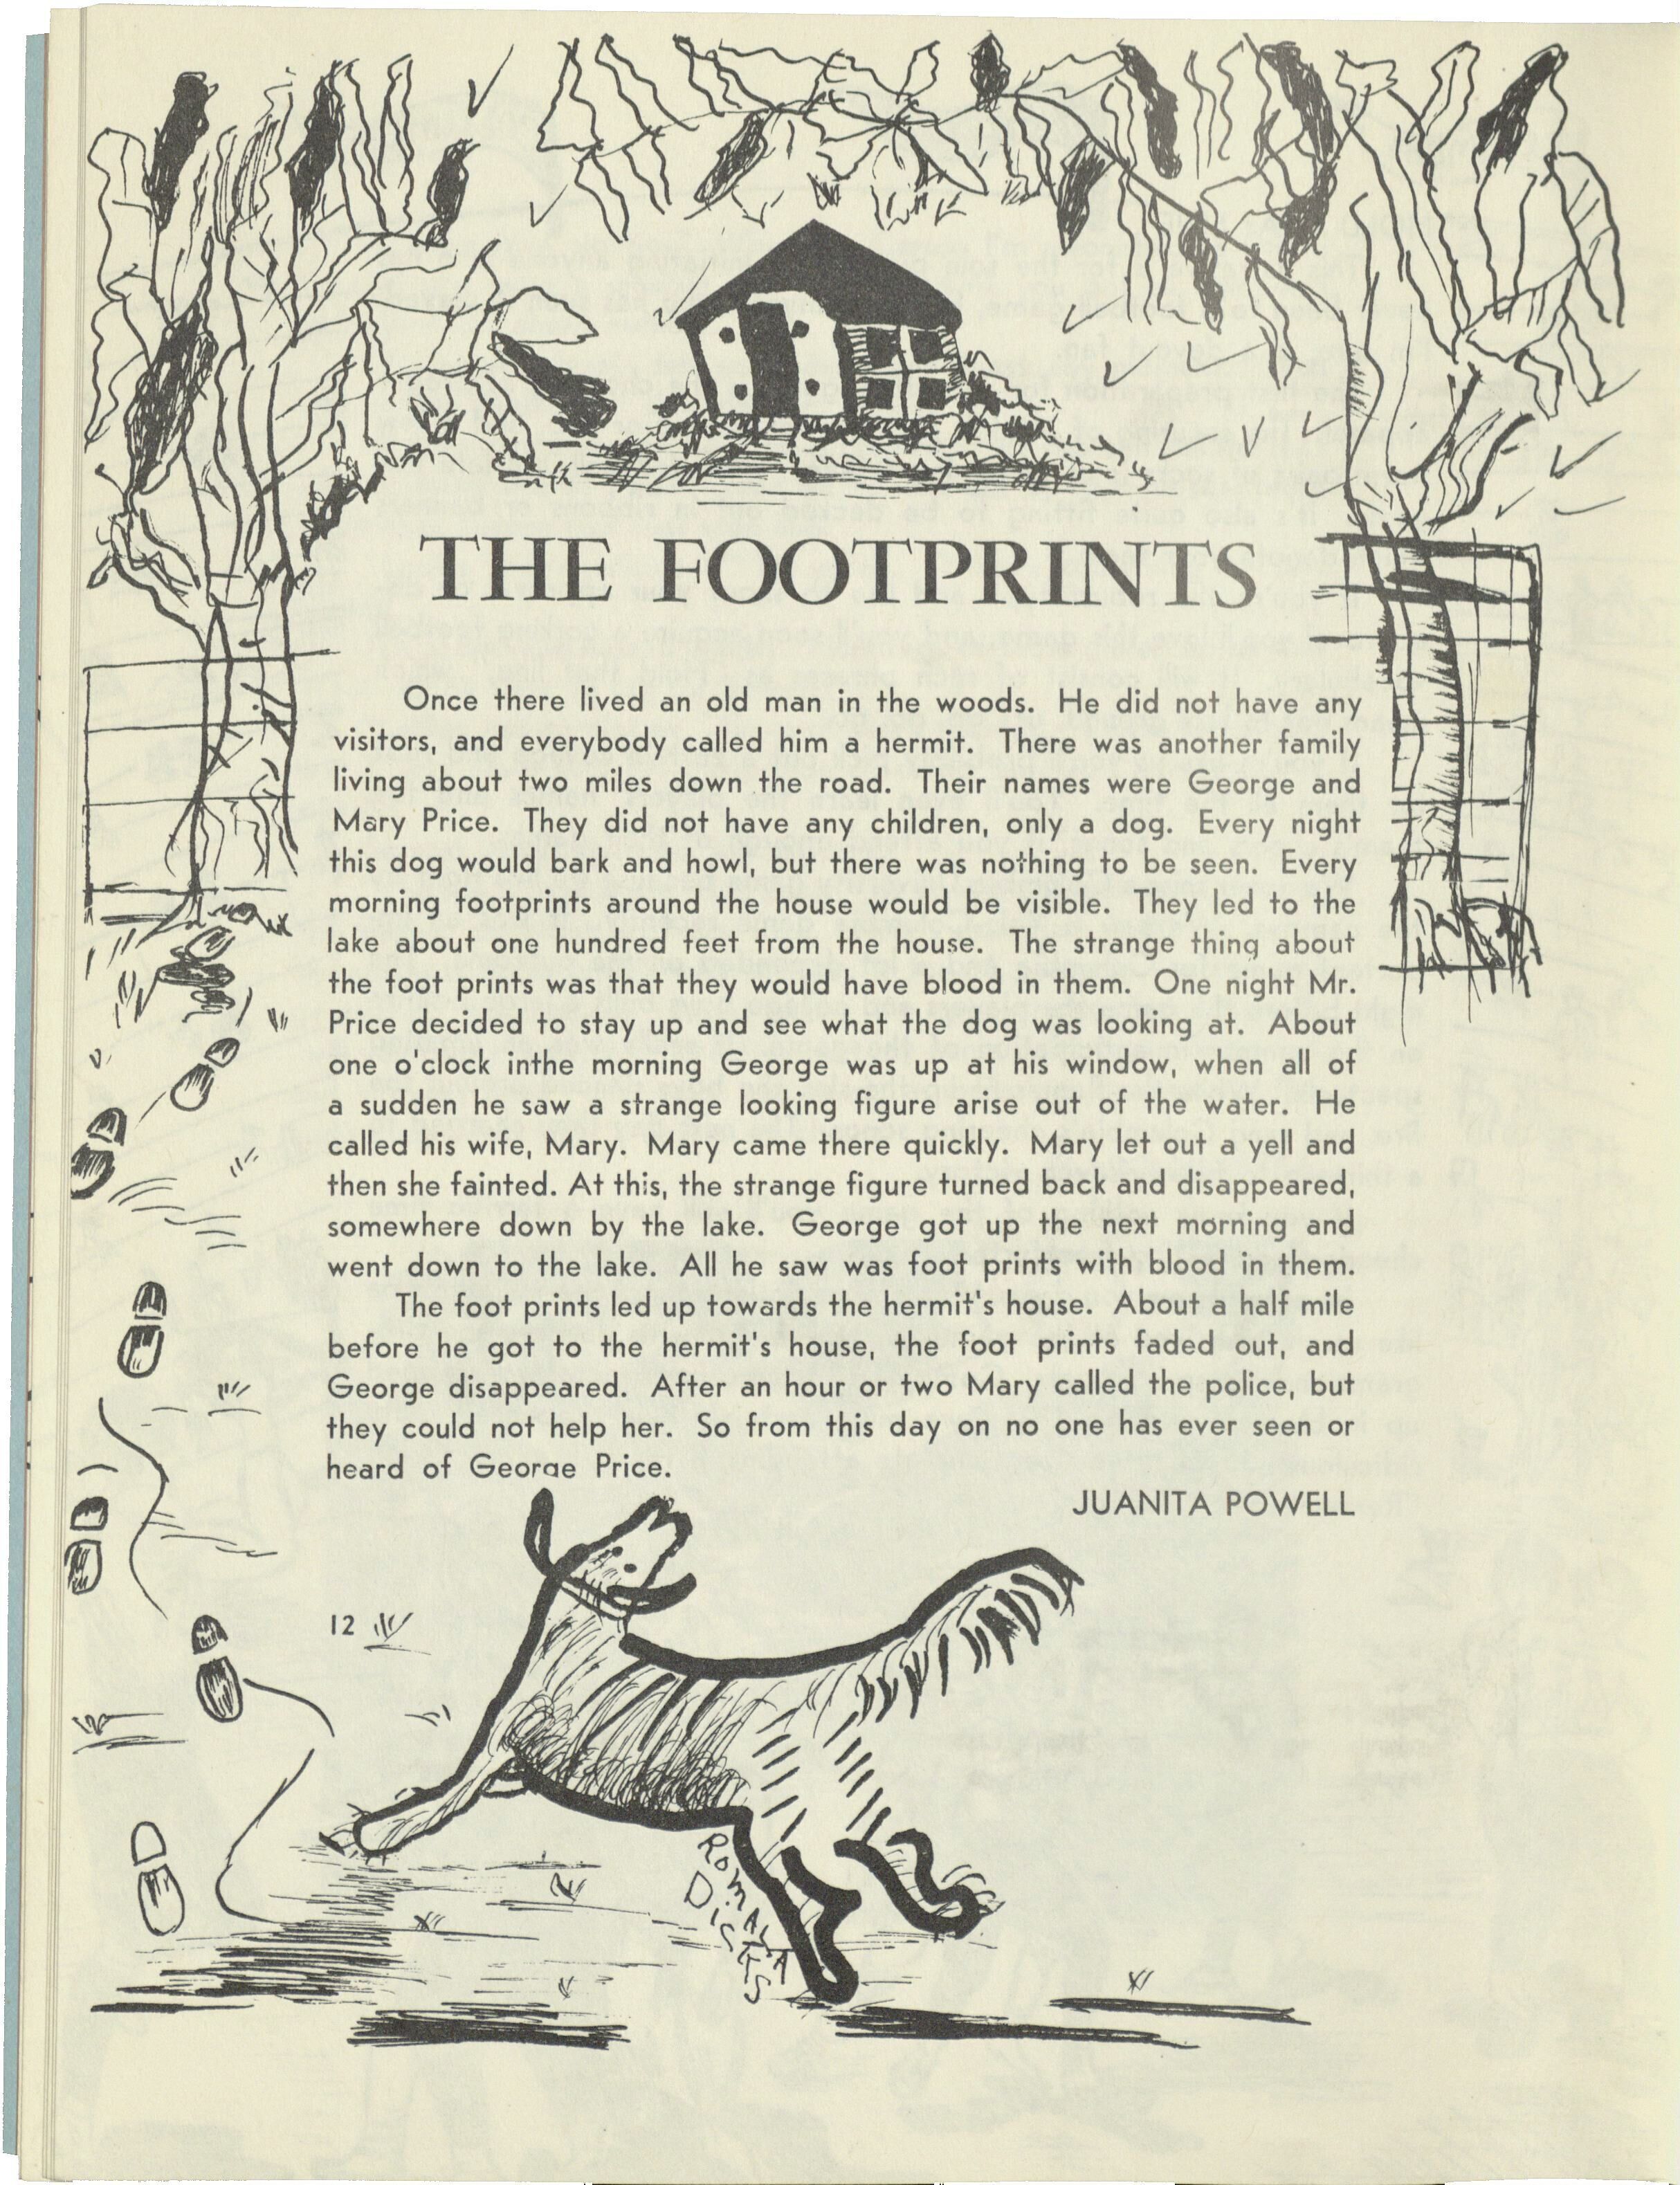 THE FOOTPRINTS
Once there lived an old man in the woods. He did not have any
visitors, and everybody called him a hermit. There was another family
living about two miles down the road. Their names were George and
Mary Price. They did not have any children, only a dog. Every night
this dog would bark and howl, but there was nothing to be seen. Every
morning footprints around the house would be visible. They led to the
lake about one hundred feet from the house. The strange thing about
the foot prints was that they would have blood in them. One night Mr.
Price decided to stay up and see what the dog was looking at. About
one o'clock inthe morning George was up at his window, when all of
a sudden he saw a strange looking figure arise out of the water. He
called his wife, Mary. Mary came there quickly. Mary let out a yell and
then she fainted. At this, the strange figure turned back and disappeared,
somewhere down by the lake. George got up the next morning and
went down to the lake. All he saw was foot prints with blood in them.
The foot prints led up towards the hermit's house. About a half mile
before he got to the hermit's house, the foot prints faded out, and
George disappeared. After an hour or two Mary called the police, but
they could not help her. So from this day on no one has ever seen or
heard of George Price.
JUANITA POWELL
12
ROMALA
DICKS